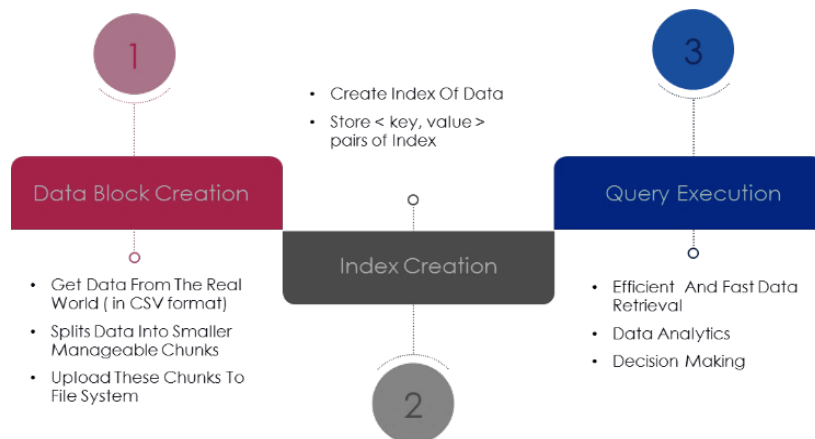 1
Data Block Creation
• Get Data From The Real
World ( in CSV format)
• Splits Data Into Smaller
Manageable Chunks
• Upload These Chunks To
File System
• Create Index Of Data
• Store < key, value >
pairs of Index
Index Creation
2
3
Query Execution
• Efficient And Fast Data
Retrieval
• Data Analytics
• Decision Making